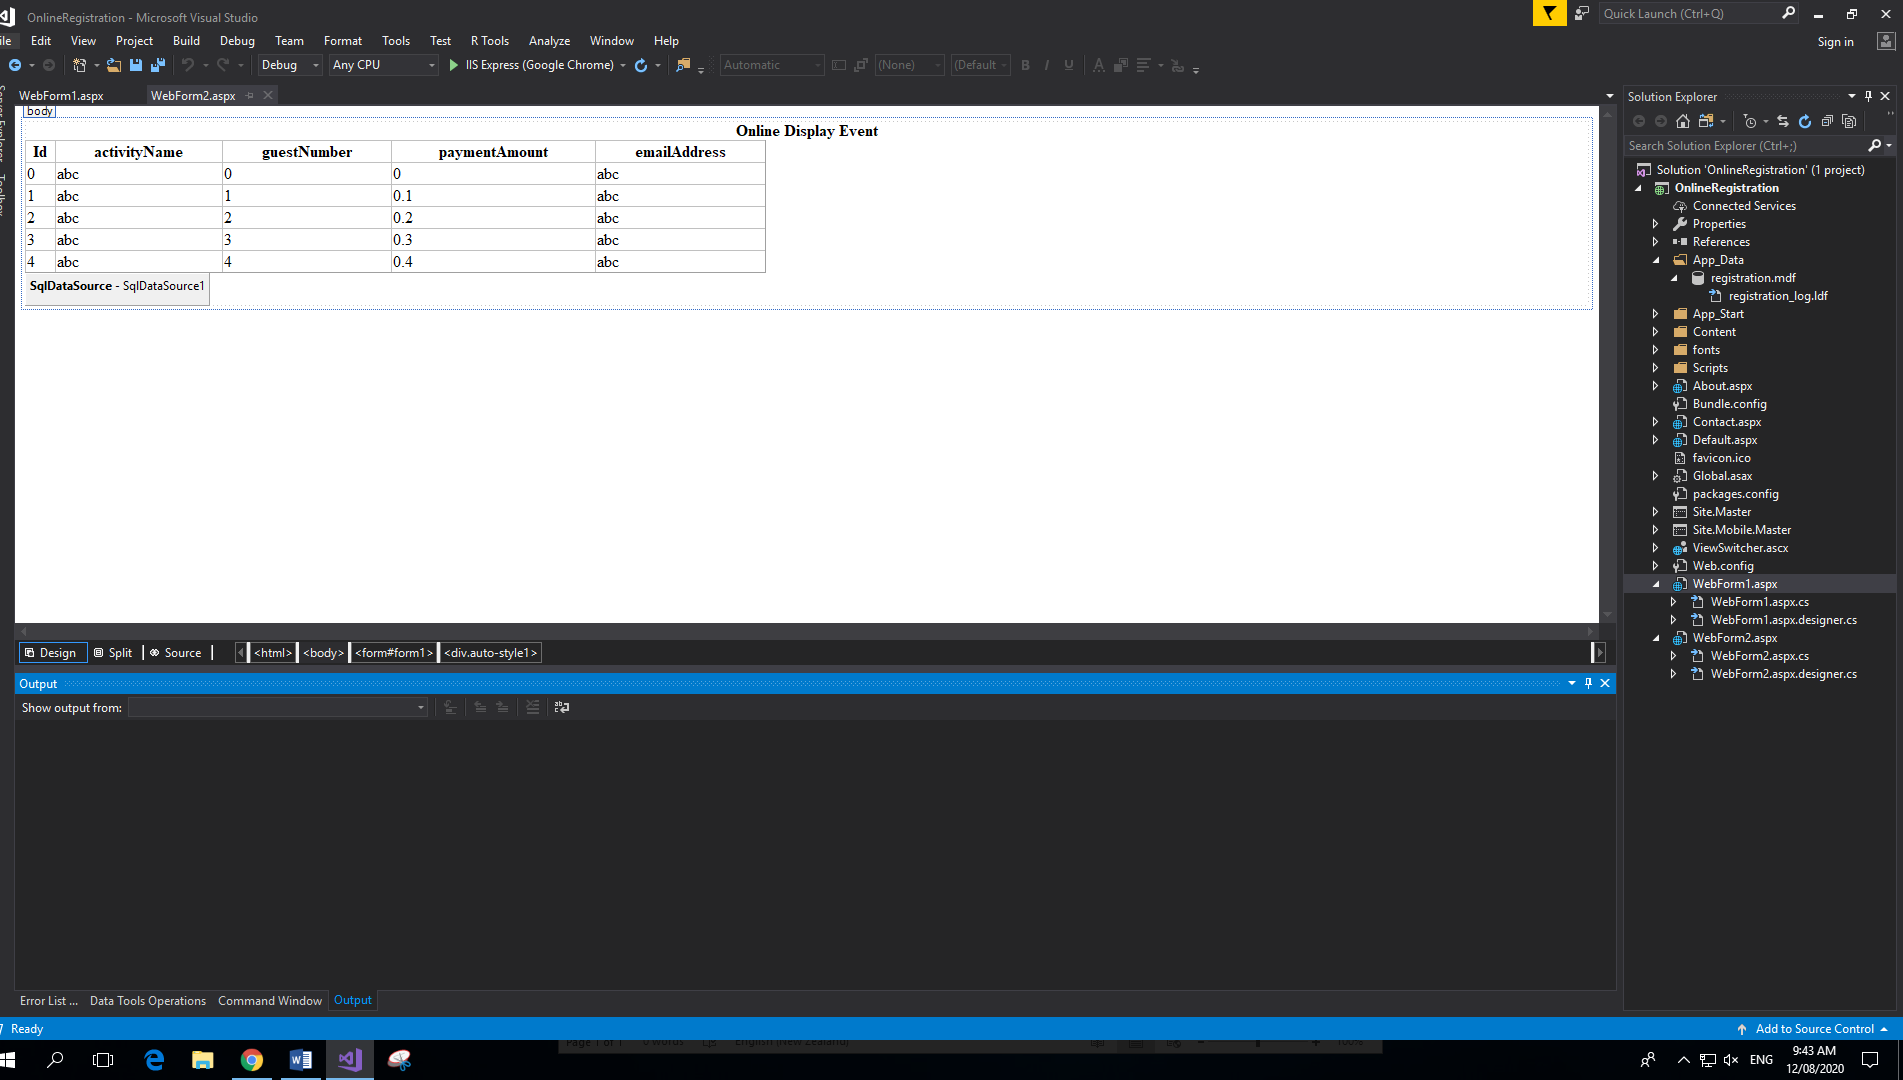 OnlineRegistration - Microsoft Visual Studio
Quick Launch (Ctrl+Q)
Edit View Project Build Debug Team Format Tools Test R Tools Analyze Window Help
Sign in
Debug Any CPU IIS Express (Google Chrome) Automatic (None) (Default B I U A
WebForm1.aspx WebForm2.aspx
body
Online Display Event
Id activityName guestNumber paymentAmount emailAddress
0 abc 0 0 abc
1 abc 1 0.1 abc
2 abc 2 0.2 abc
3 abc 3 0.3 abc
4 abc 4 0.4 abc
SqlDataSource - SqlDataSource1
Design Split Source <html> <body> <form#form1> <div.auto-style1>
Output
Show output from:
Error List ... Data Tools Operations Command Window Output
Solution Explorer
Search Solution Explorer (Ctrl+;)
Solution 'OnlineRegistration' (1 project)
OnlineRegistration
Connected Services
Properties
References
App_Data
registration.mdf
registration_log.ldf
App_Start
Content
fonts
Scripts
About.aspx
Bundle.config
Contact.aspx
Default.aspx
favicon.ico
Global.asax
packages.config
Site.Master
Site.Mobile.Master
ViewSwitcher.ascx
Web.config
WebForm1.aspx
WebForm1.aspx.cs
WebForm1.aspx.designer.cs
WebForm2.aspx
WebForm2.aspx.cs
WebForm2.aspx.designer.cs
Ready
Add to Source Control
ENG
9:43 AM
12/08/2020